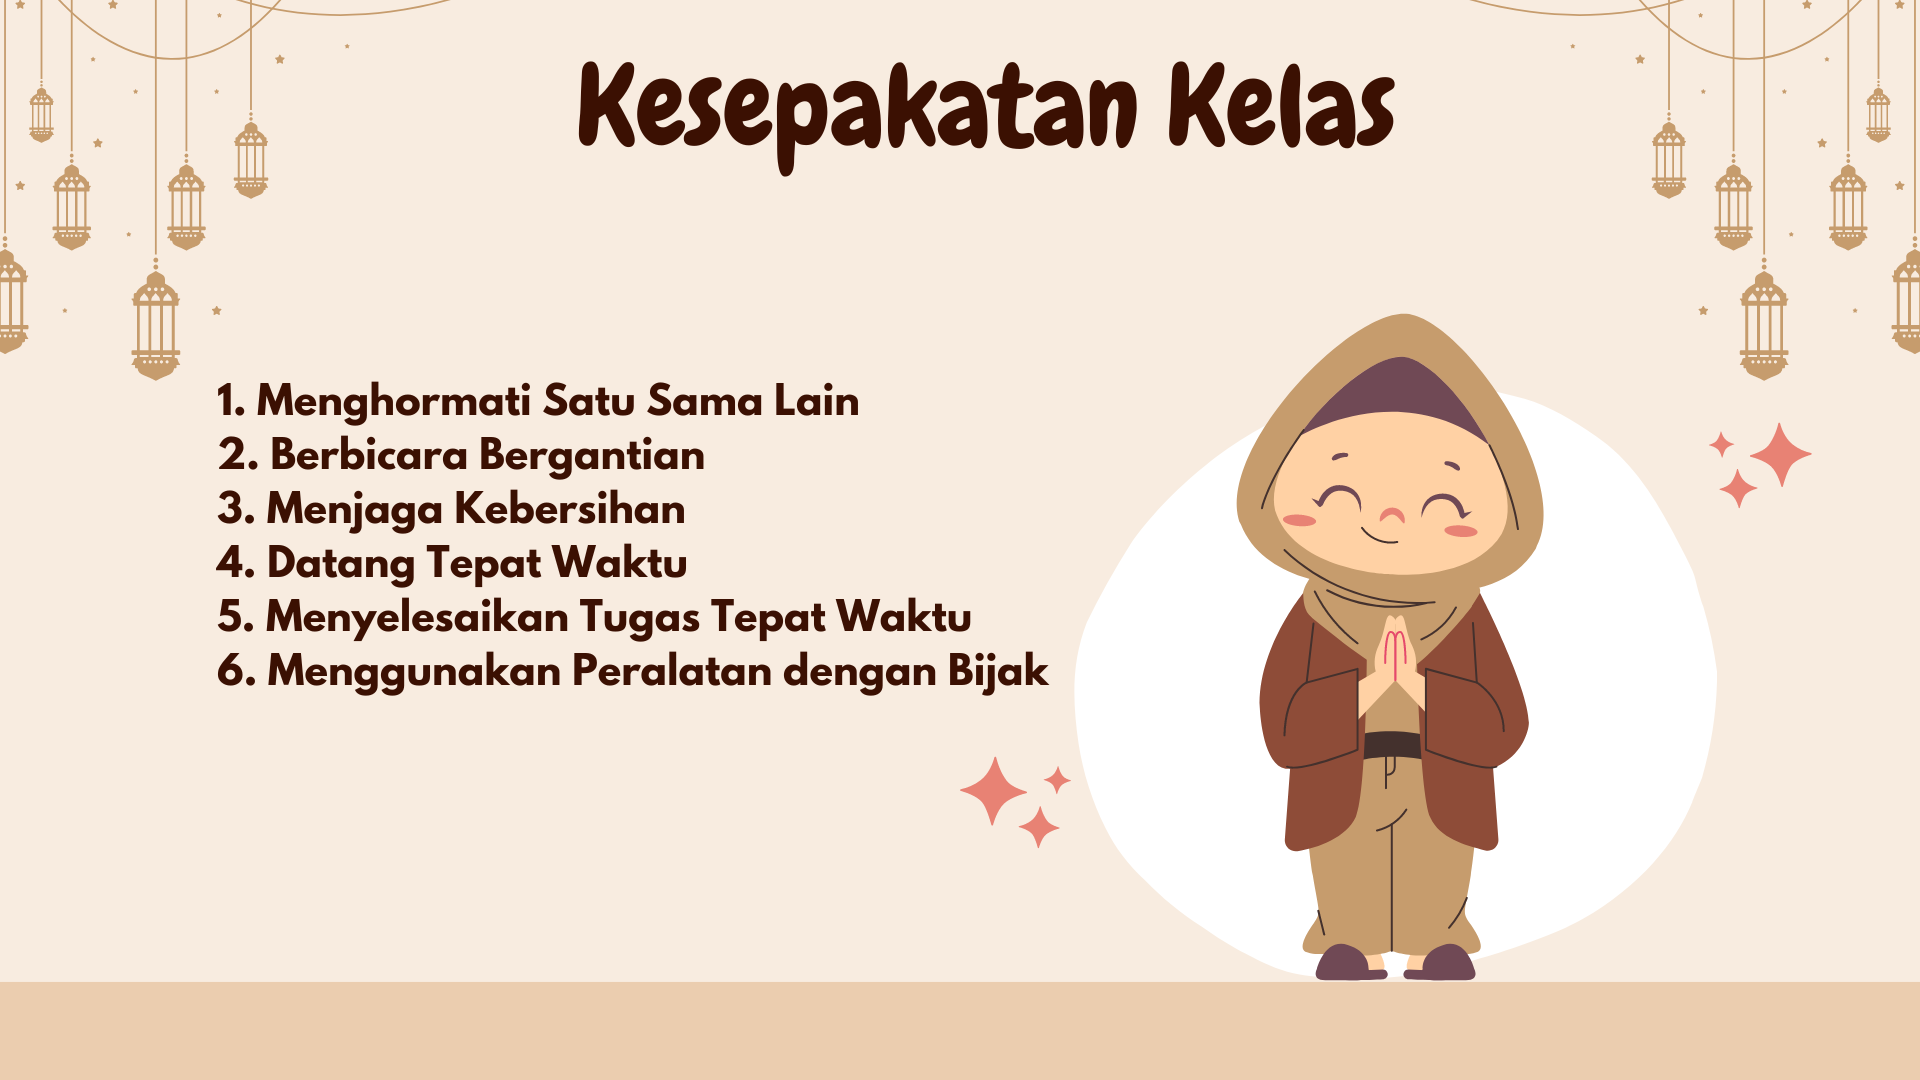 Kesepakatan Kelas
1. Menghormati Satu Sama Lain
2. Berbicara Bergantian
3. Menjaga Kebersihan
4. Datang Tepat Waktu
5. Menyelesaikan Tugas Tepat Waktu
6. Menggunakan Peralatan dengan Bijak